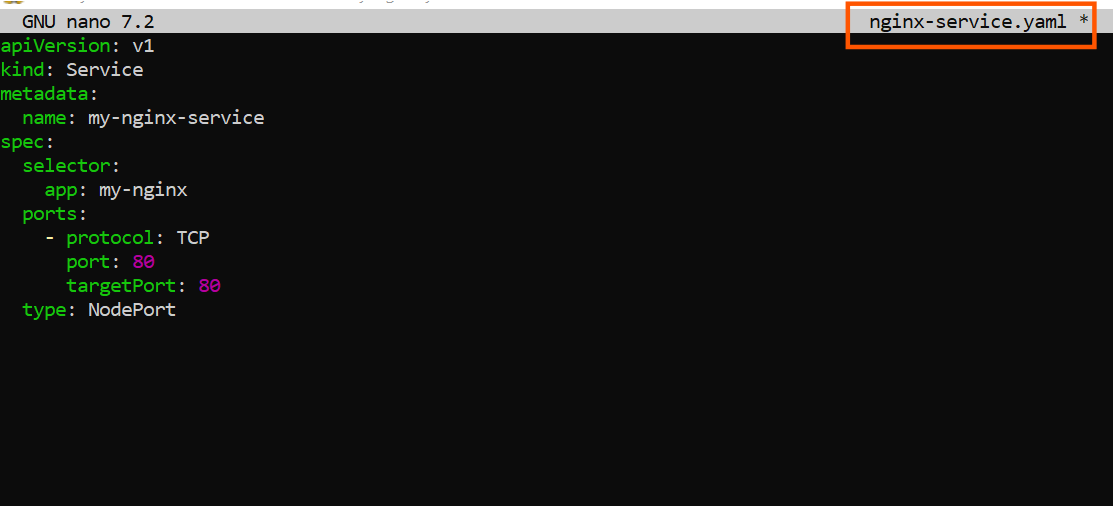 GNU nano 7.2 nginx-service.yaml *
apiVersion: v1
kind: Service
metadata:
  name: my-nginx-service
spec:
  selector:
    app: my-nginx
  ports:
    - protocol: TCP
      port: 80
      targetPort: 80
  type: NodePort